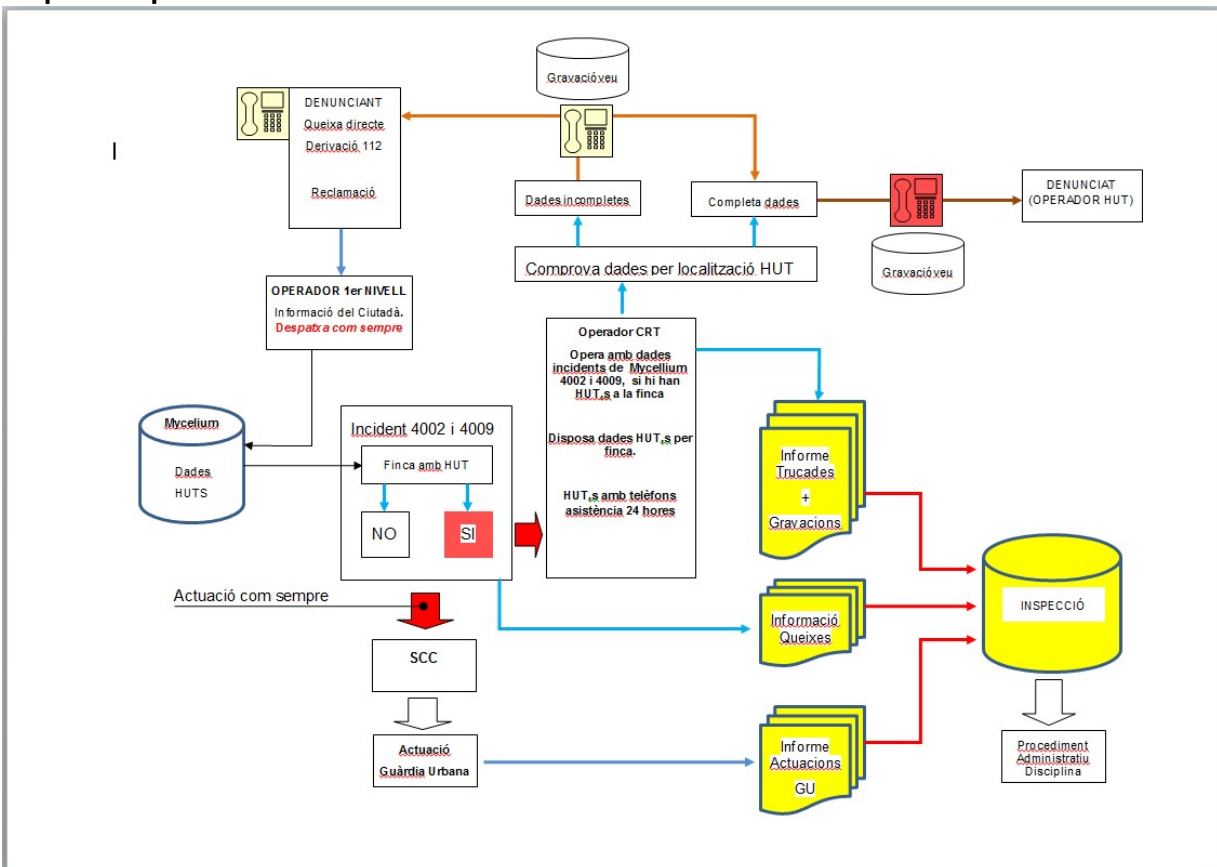 Gravació veu
DENUNCIANT
Queixa directe
Derivació 112
Reclamació
Dades incompletes
Completa dades
DENUNCIAT
(OPERADOR HUT)
Gravació veu
Comprova dades per localització HUT
OPERADOR 1er NIVELL
Informació del Ciutadà.
Despatxa com sempre
Operador CRT
Opera amb dades
incidents de Mycellium
4002 i 4009, si hi han
HUT,s a la finca
Disposa dades HUT,s per
finca.
HUT,s amb telèfons
asistència 24 hores
Mycelium
Dades
HUTS
Incident 4002 i 4009
Finca amb HUT
NO
SI
Informe
Trucades
+
Gravacions
Actuació com sempre
SCC
Informació
Queixes
INSPECCIÓ
Actuació
Guàrdia Urbana
Informe
Actuacions
GU
Procediment
Administratiu
Disciplina